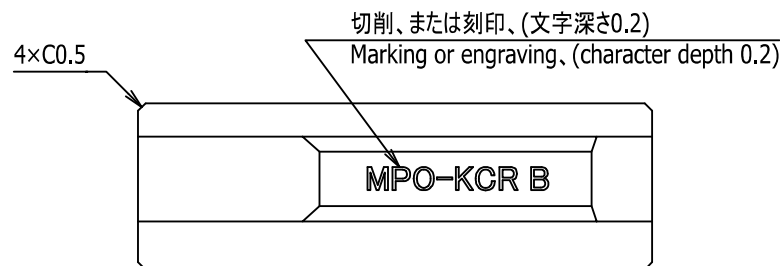 切削、または刻印、(文字深さ0.2)
Marking or engraving、(character depth 0.2)
4×C0.5
MPO-KCR B